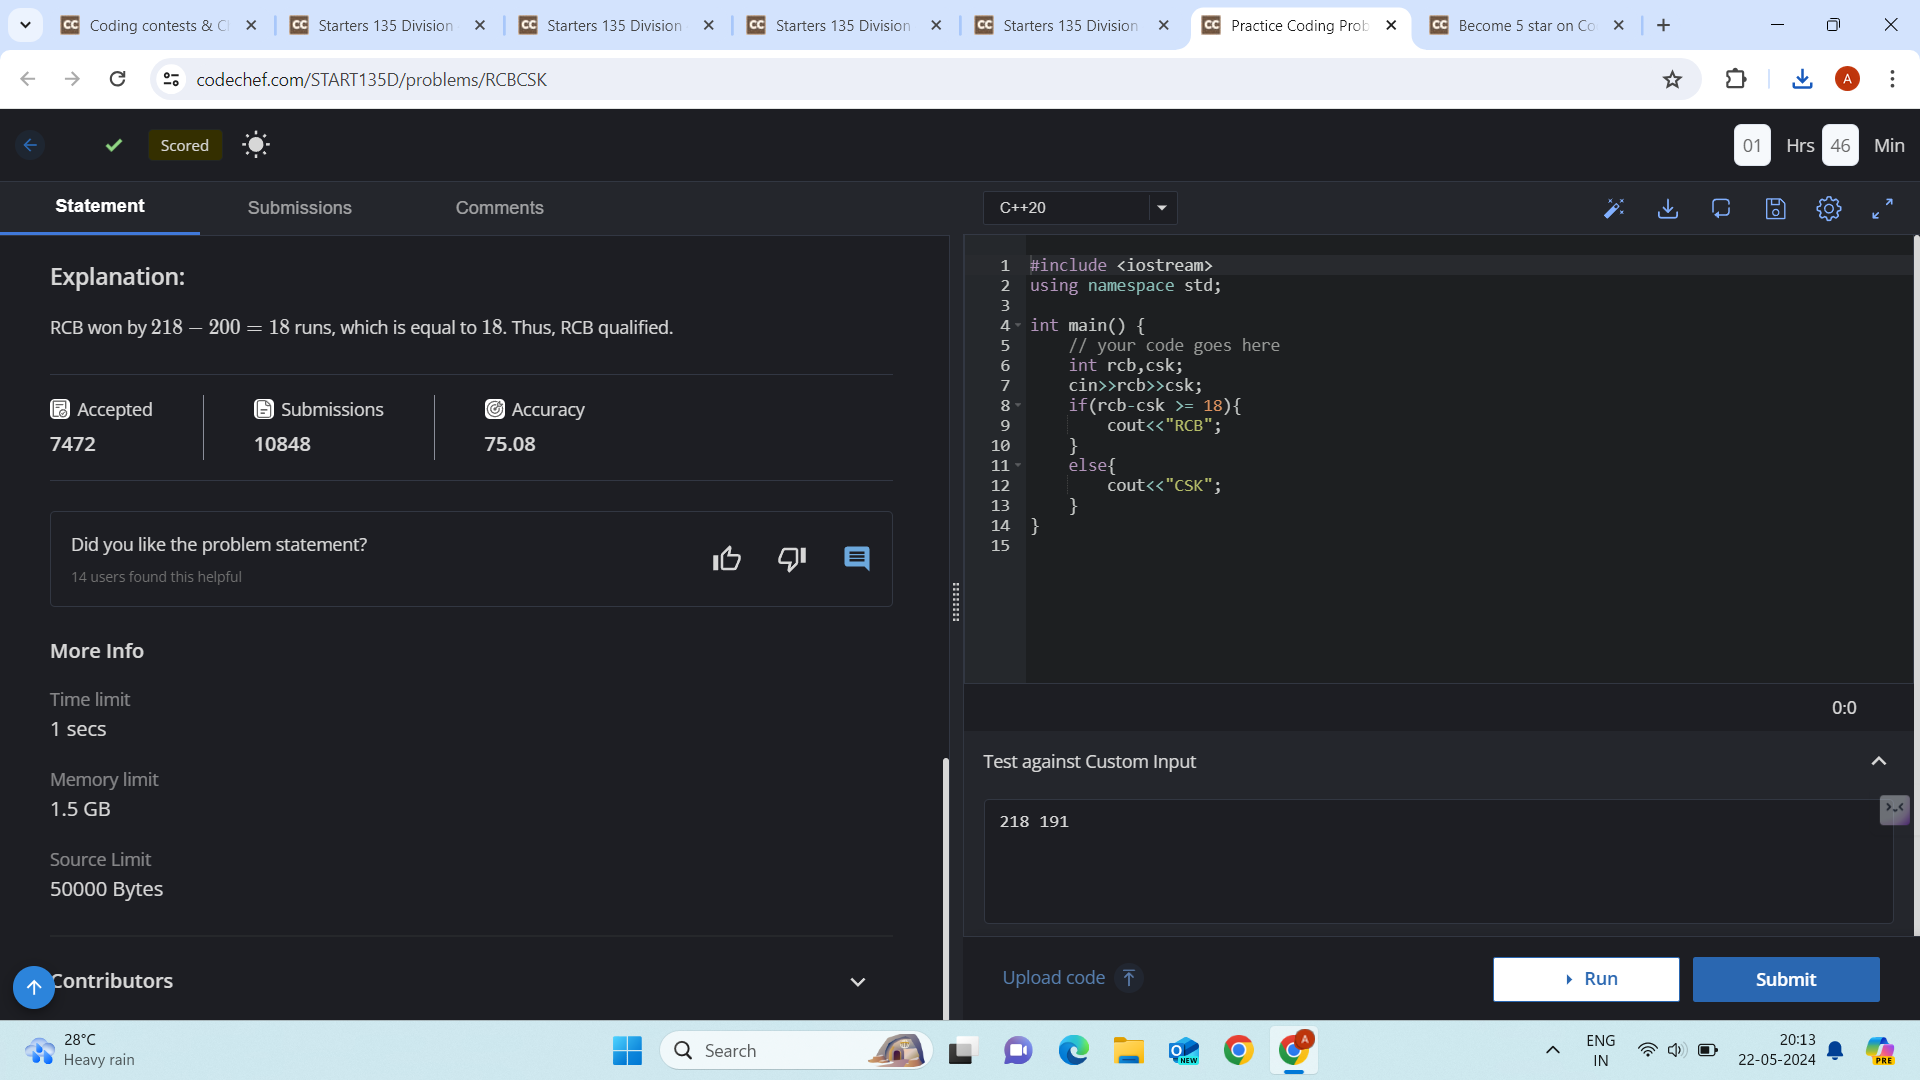 Coding contests & C
Starters 135 Division
Starters 135 Division
Starters 135 Division
Starters 135 Division
Practice Coding Prob
Become 5 star on Co
codechef.com/START135D/problems/RCBCSK
A
Scored
01 Hrs 46 Min
Statement
Submissions
Comments
Explanation:
RCB won by 218 − 200 = 18 runs, which is equal to 18. Thus, RCB qualified.
Accepted
7472
Submissions
10848
Accuracy
75.08
Did you like the problem statement?
14 users found this helpful
More Info
Time limit
1 secs
Memory limit
1.5 GB
Source Limit
50000 Bytes
Contributors
C++20
1 #include <iostream>
2 using namespace std;
3
4 int main() {
5 // your code goes here
6 int rcb,csk;
7 cin>>rcb>>csk;
8 if(rcb-csk >= 18){
9 cout<<"RCB";
10 }
11 else{
12 cout<<"CSK";
13 }
14 }
15
0:0
Test against Custom Input
218 191
Upload code
Run
Submit
28°C
Heavy rain
Search
NEW
A
ENG
IN
20:13
22-05-2024
PRE